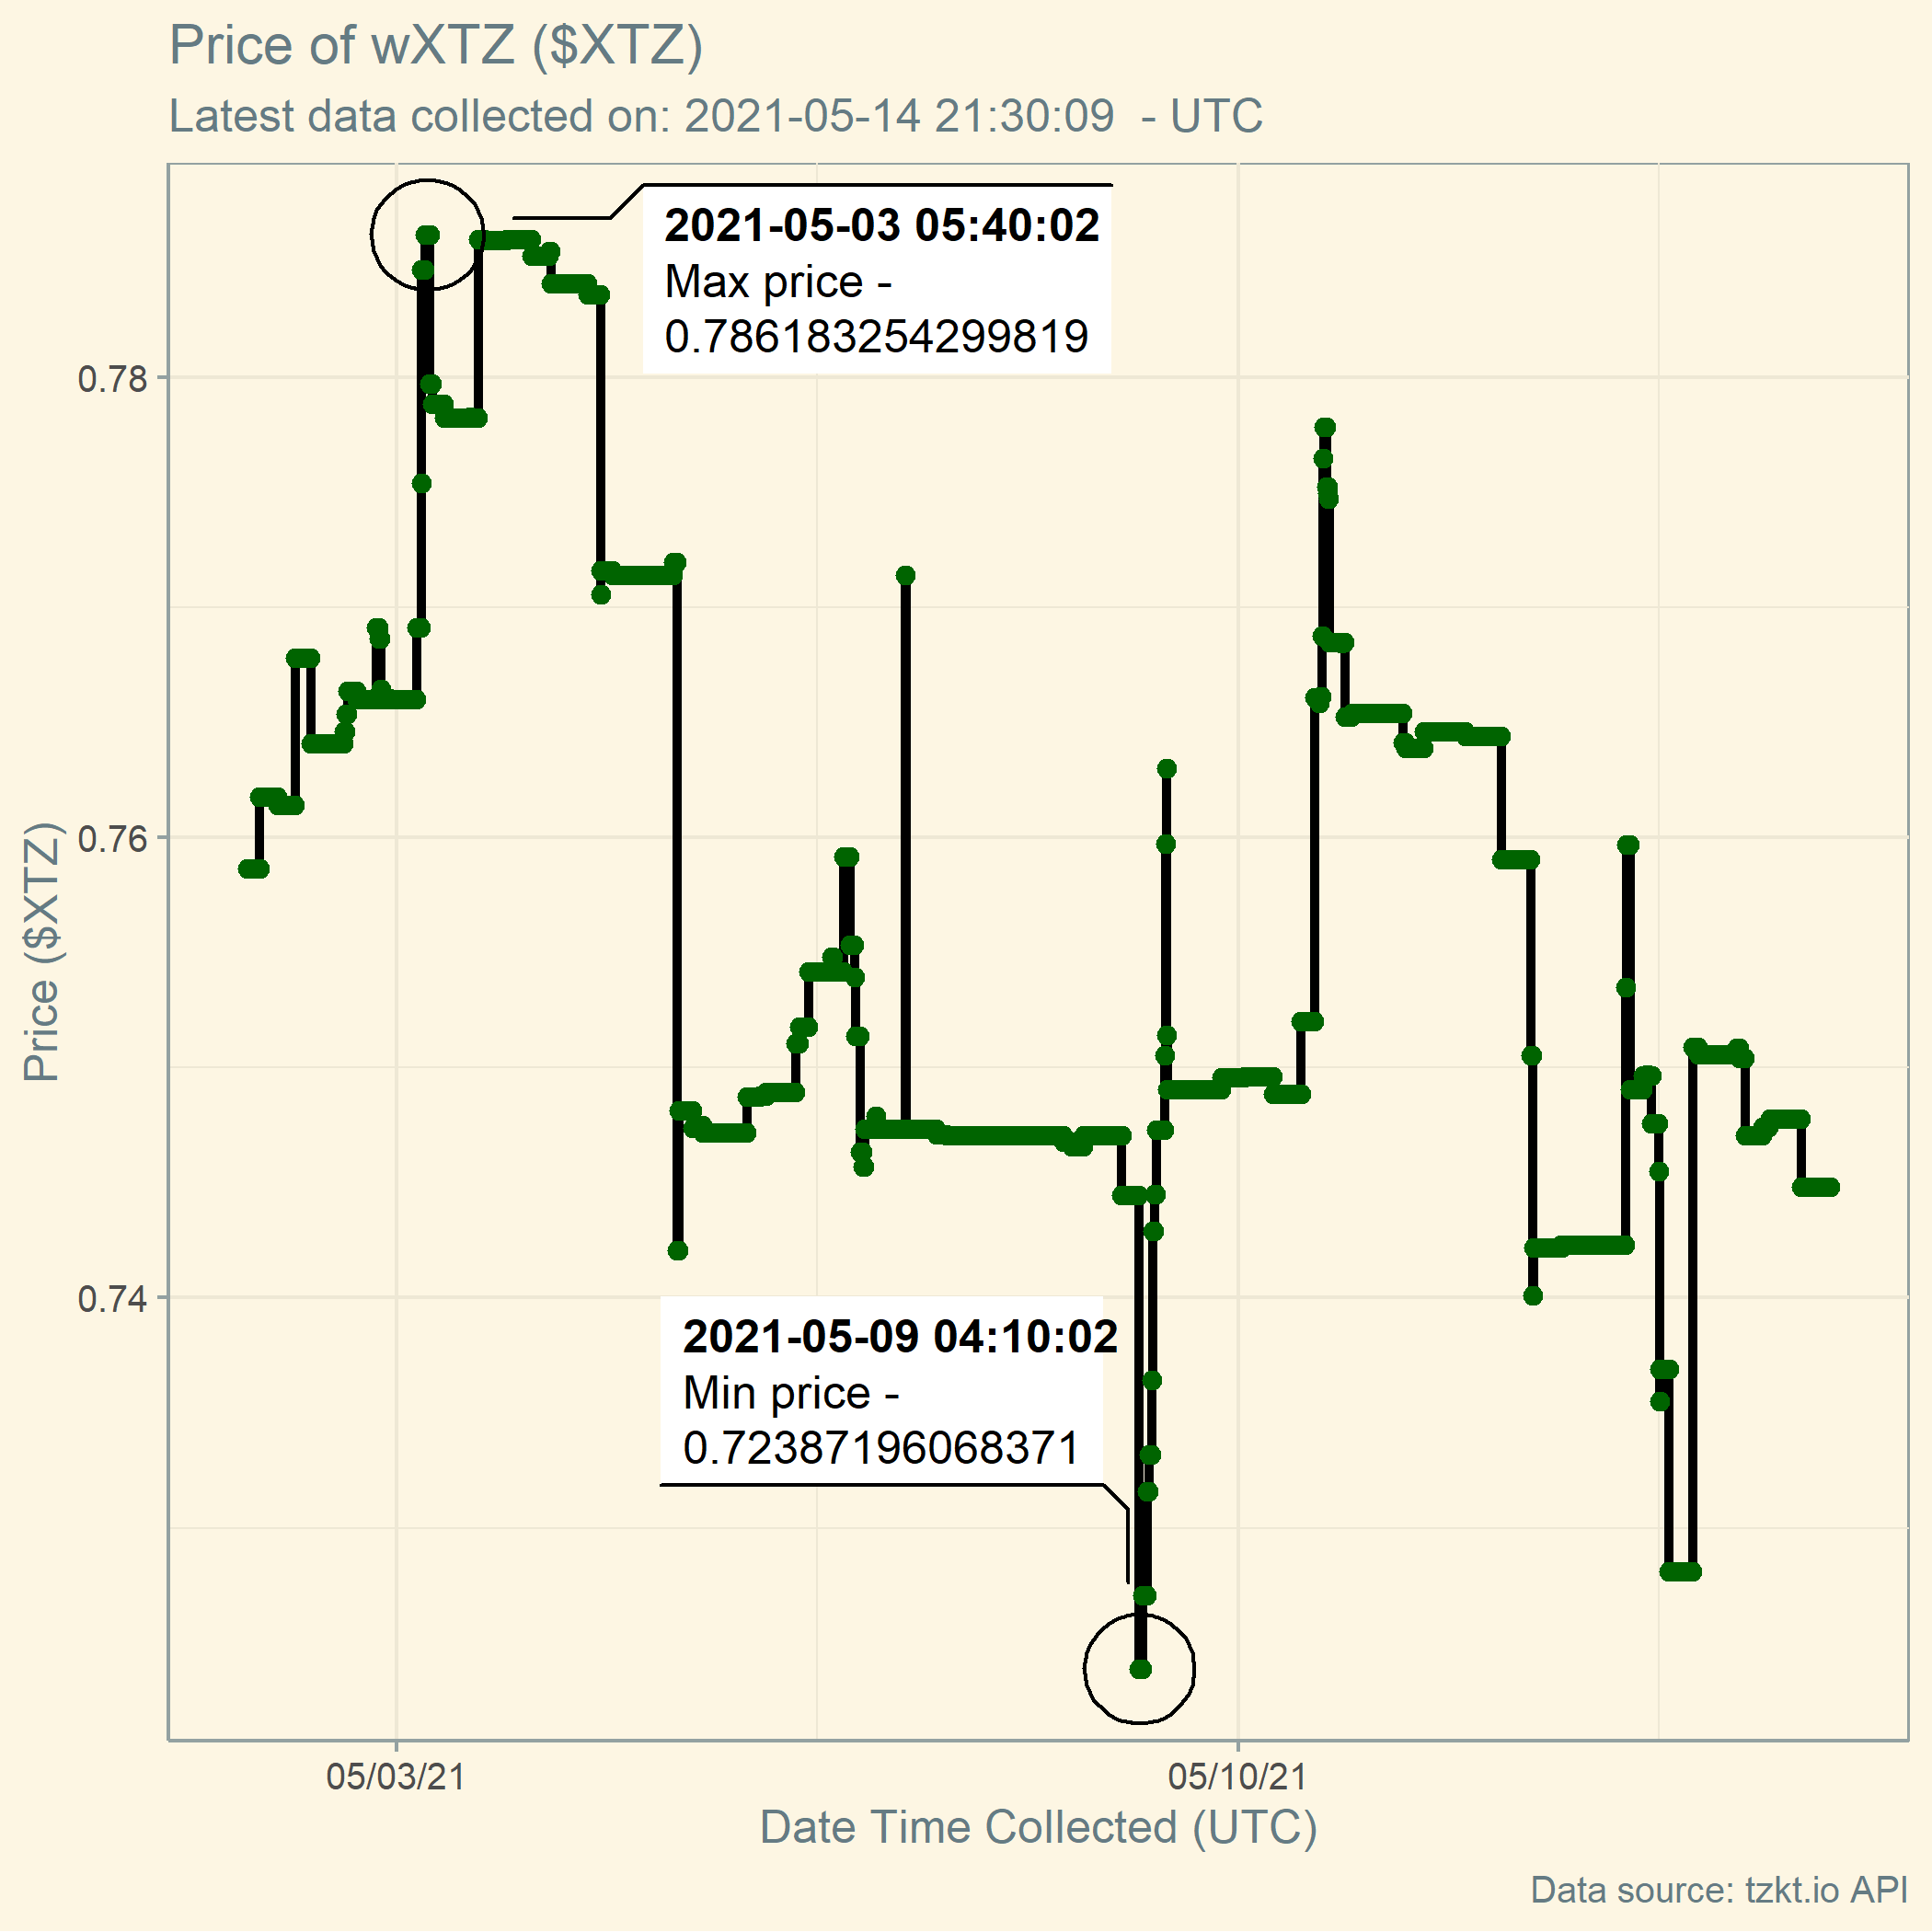 Price of wXTZ ($XTZ)
Latest data collected on: 2021-05-14 21:30:09  - UTC
2021-05-03 05:40:02
Max price -
0.786183254299819
0.78
0.76
0.74
Price ($XTZ)
2021-05-09 04:10:02
Min price -
0.72387196068371
05/03/21
05/10/21
Date Time Collected (UTC)
Data source: tzkt.io API